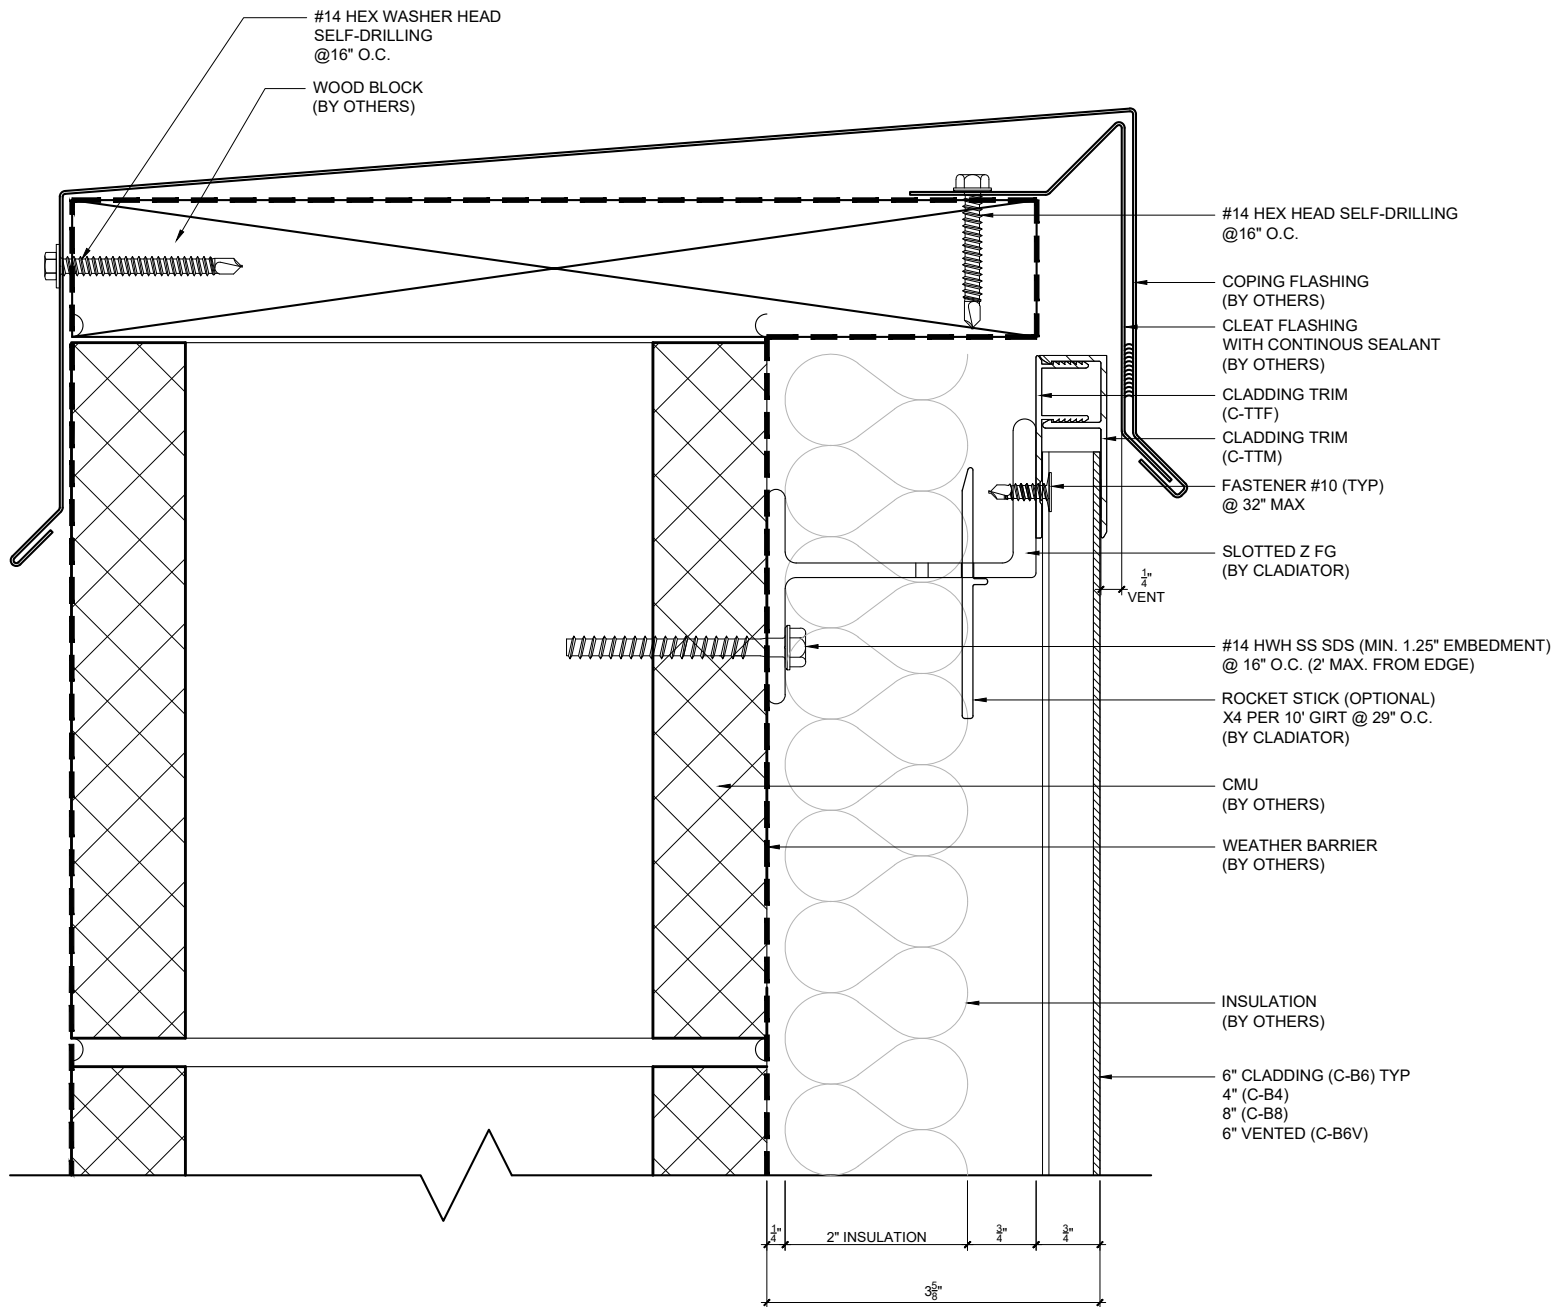 #14 HEX WASHER HEAD
SELF-DRILLING
@16" O.C.
WOOD BLOCK
(BY OTHERS)
#14 HEX HEAD SELF-DRILLING
@16" O.C.
COPING FLASHING
(BY OTHERS)
CLEAT FLASHING
WITH CONTINOUS SEALANT
(BY OTHERS)
CLADDING TRIM
(C-TTF)
CLADDING TRIM
(C-TTM)
FASTENER #10 (TYP)
@ 32" MAX
SLOTTED Z FG
(BY CLADIATOR)
1/4"
VENT
#14 HWH SS SDS (MIN. 1.25" EMBEDMENT)
@ 16" O.C. (2' MAX. FROM EDGE)
ROCKET STICK (OPTIONAL)
X4 PER 10' GIRT @ 29" O.C.
(BY CLADIATOR)
CMU
(BY OTHERS)
WEATHER BARRIER
(BY OTHERS)
INSULATION
(BY OTHERS)
6" CLADDING (C-B6) TYP
4" (C-B4)
8" (C-B8)
6" VENTED (C-B6V)
1/4" 2" INSULATION 3/4" 3/4"
3 5/8"